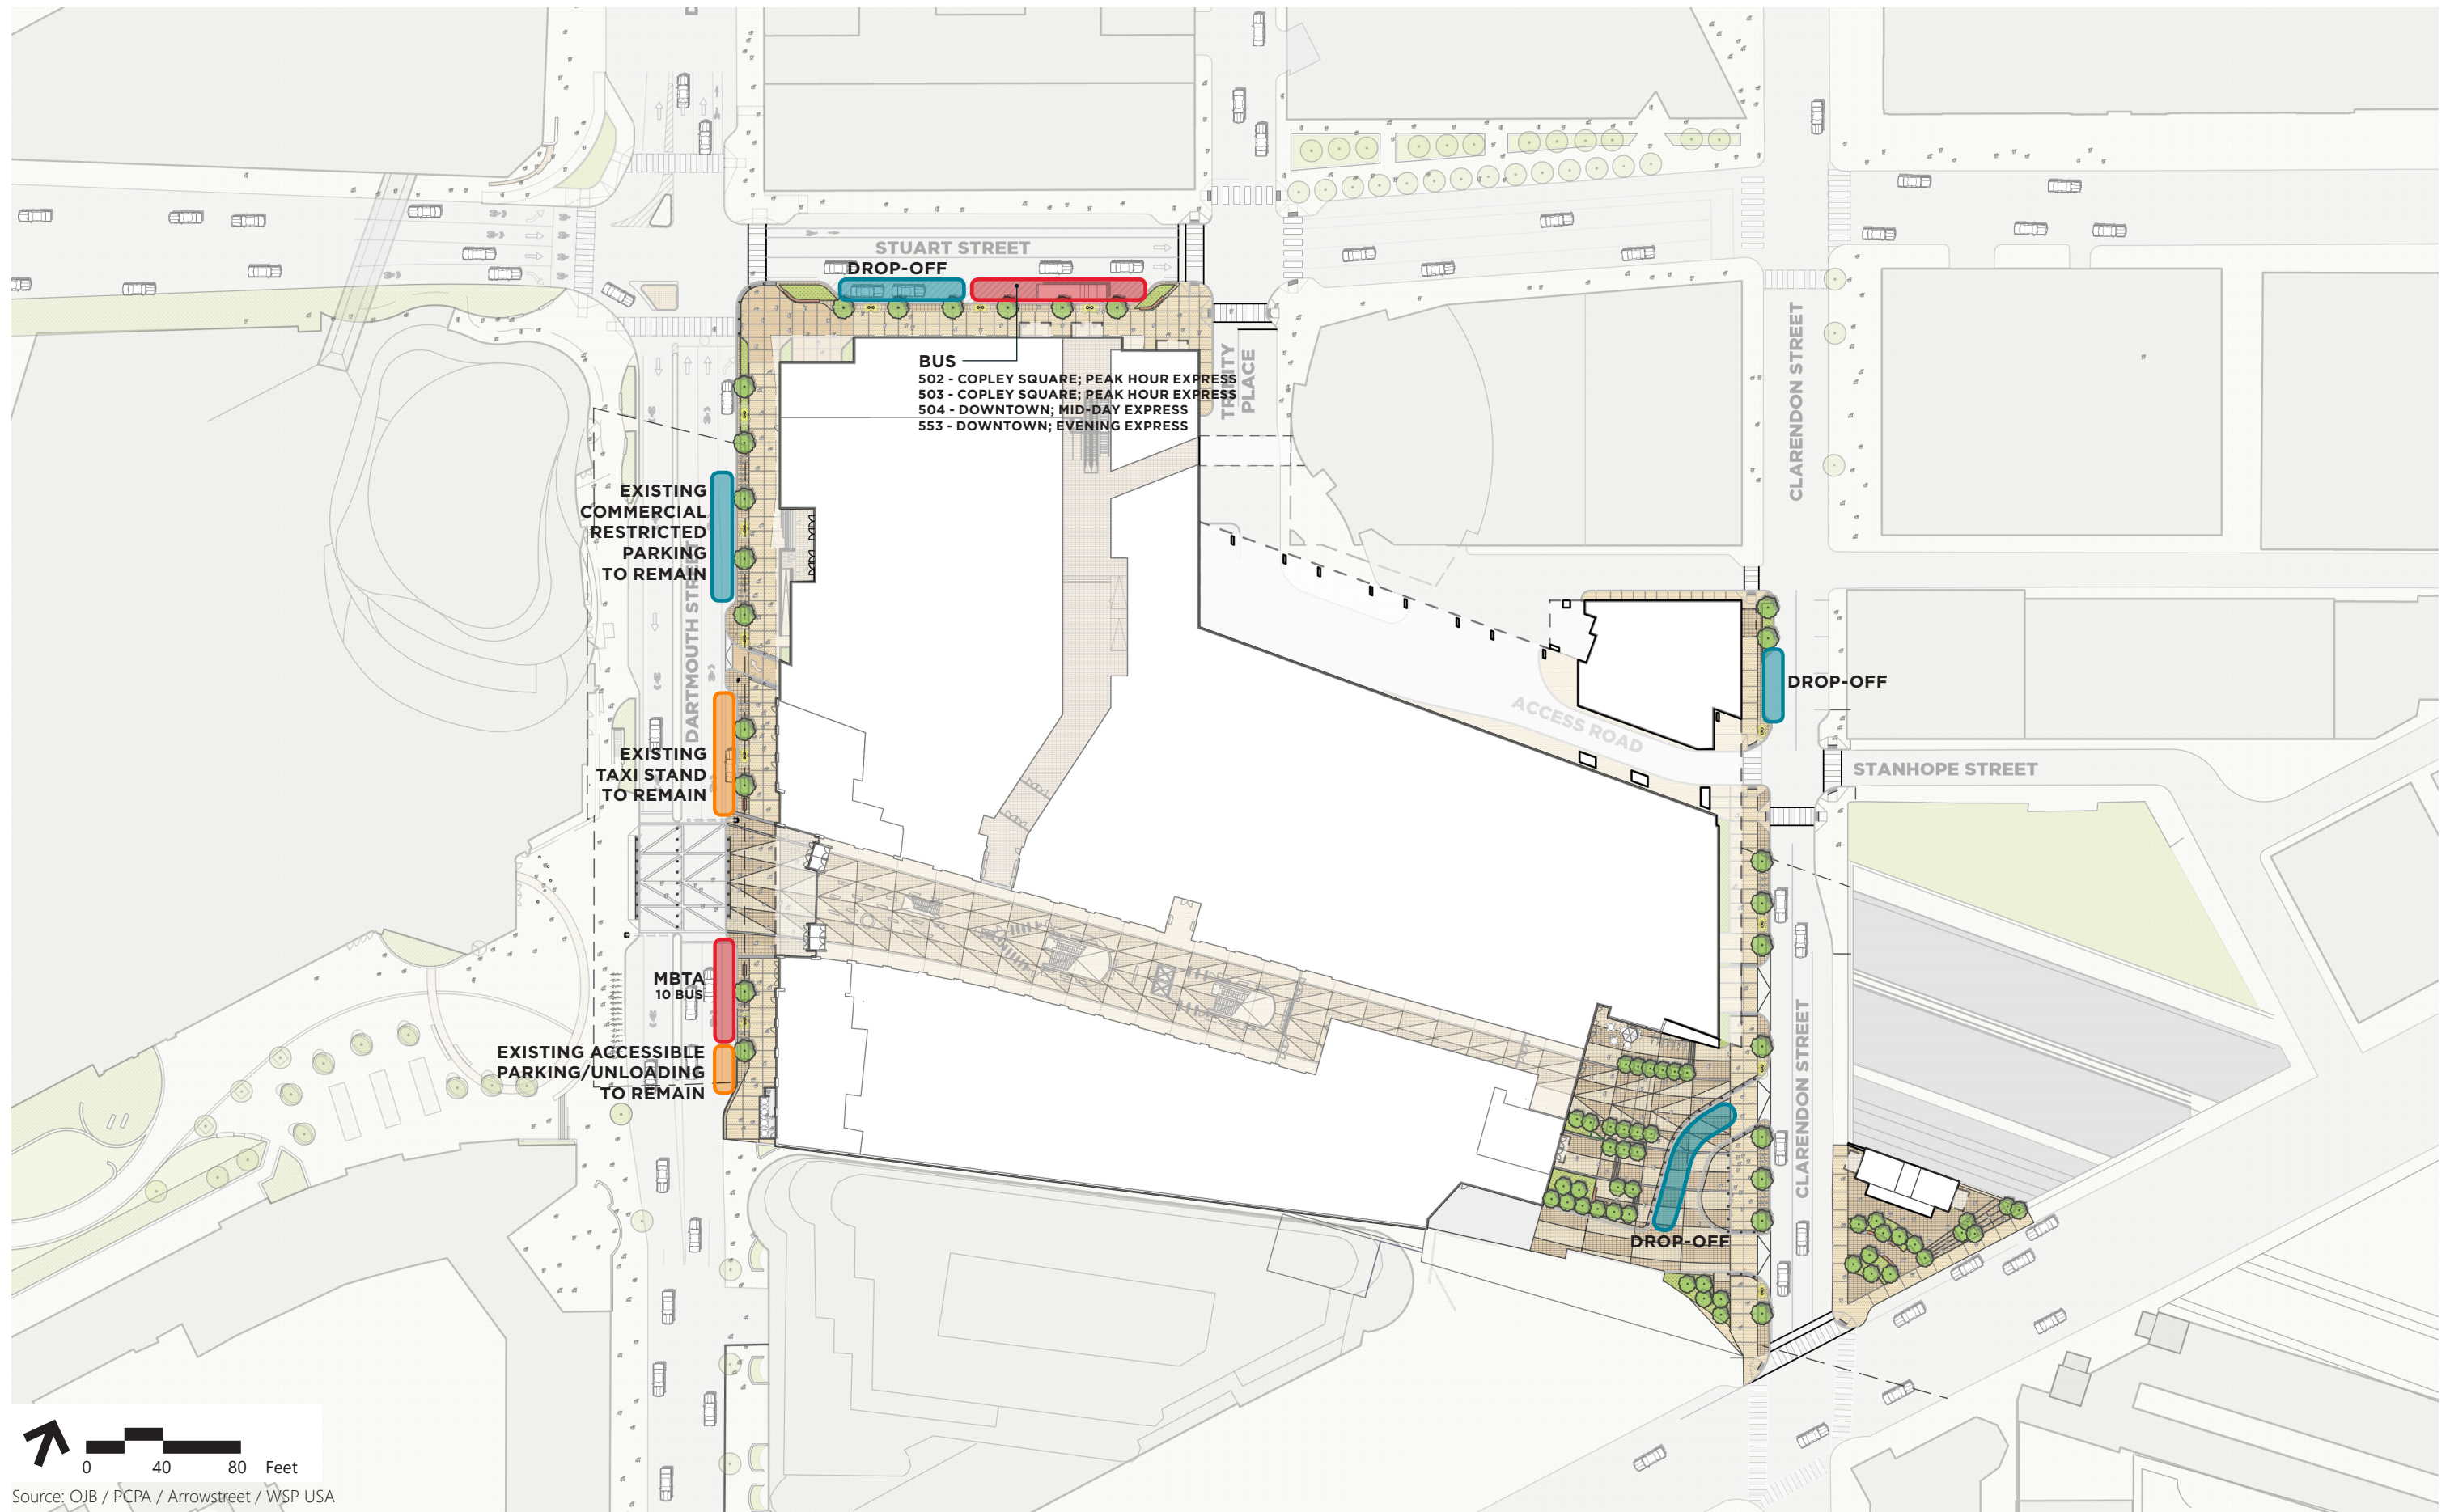 STUART STREET
DROP-OFF
BUS
502 - COPLEY SQUARE; PEAK HOUR EXPRESS
503 - COPLEY SQUARE; PEAK HOUR EXPRESS
504 - DOWNTOWN; MID-DAY EXPRESS
553 - DOWNTOWN; EVENING EXPRESS
TRINITY
PLACE
CLARENDON STREET
EXISTING
COMMERCIAL
RESTRICTED
PARKING
TO REMAIN
DARTMOUTH STREET
DROP-OFF
ACCESS ROAD
EXISTING
TAXI STAND
TO REMAIN
STANHOPE STREET
MBTA
10 BUS
EXISTING ACCESSIBLE
PARKING/UNLOADING
TO REMAIN
CLARENDON STREET
DROP-OFF
0 40 80 Feet
Source: OJB / PCPA / Arrowstreet / WSP USA